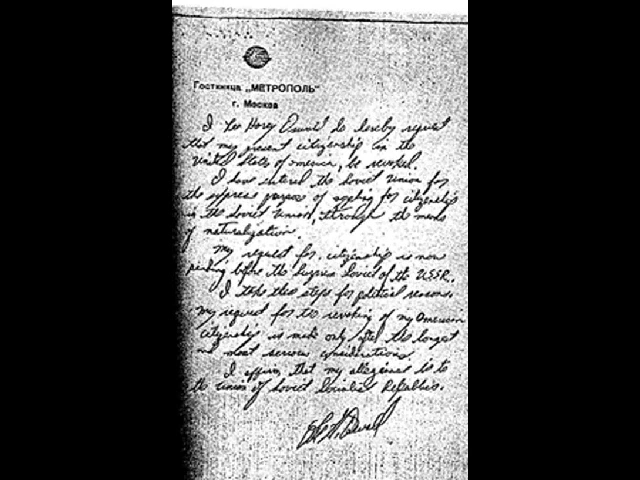 Гостиница „МЕТРОПОЛЬ"
г. Москва
I Lee Harvey Oswald do hereby request
that my present citizenship in the
United States of america, be revoked.
I have entered the Soviet Union for
the express purpose of appling for citizenship
in the Soviet Union, through the means
of naturalization.
My request for citizenship is now
pending before the Suprem Soviet of the USSR.
I take these steps for political reasons.
My request for the revoking of my American
citizenship is made only after the longest
and most serious considerations.
I affirm that my allegiance is to
the Union of Soviet Socialist Republics.
Lee H. Oswald